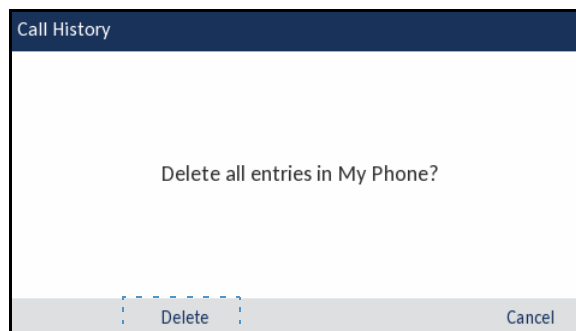 Call History
Delete all entries in My Phone?
Delete Cancel